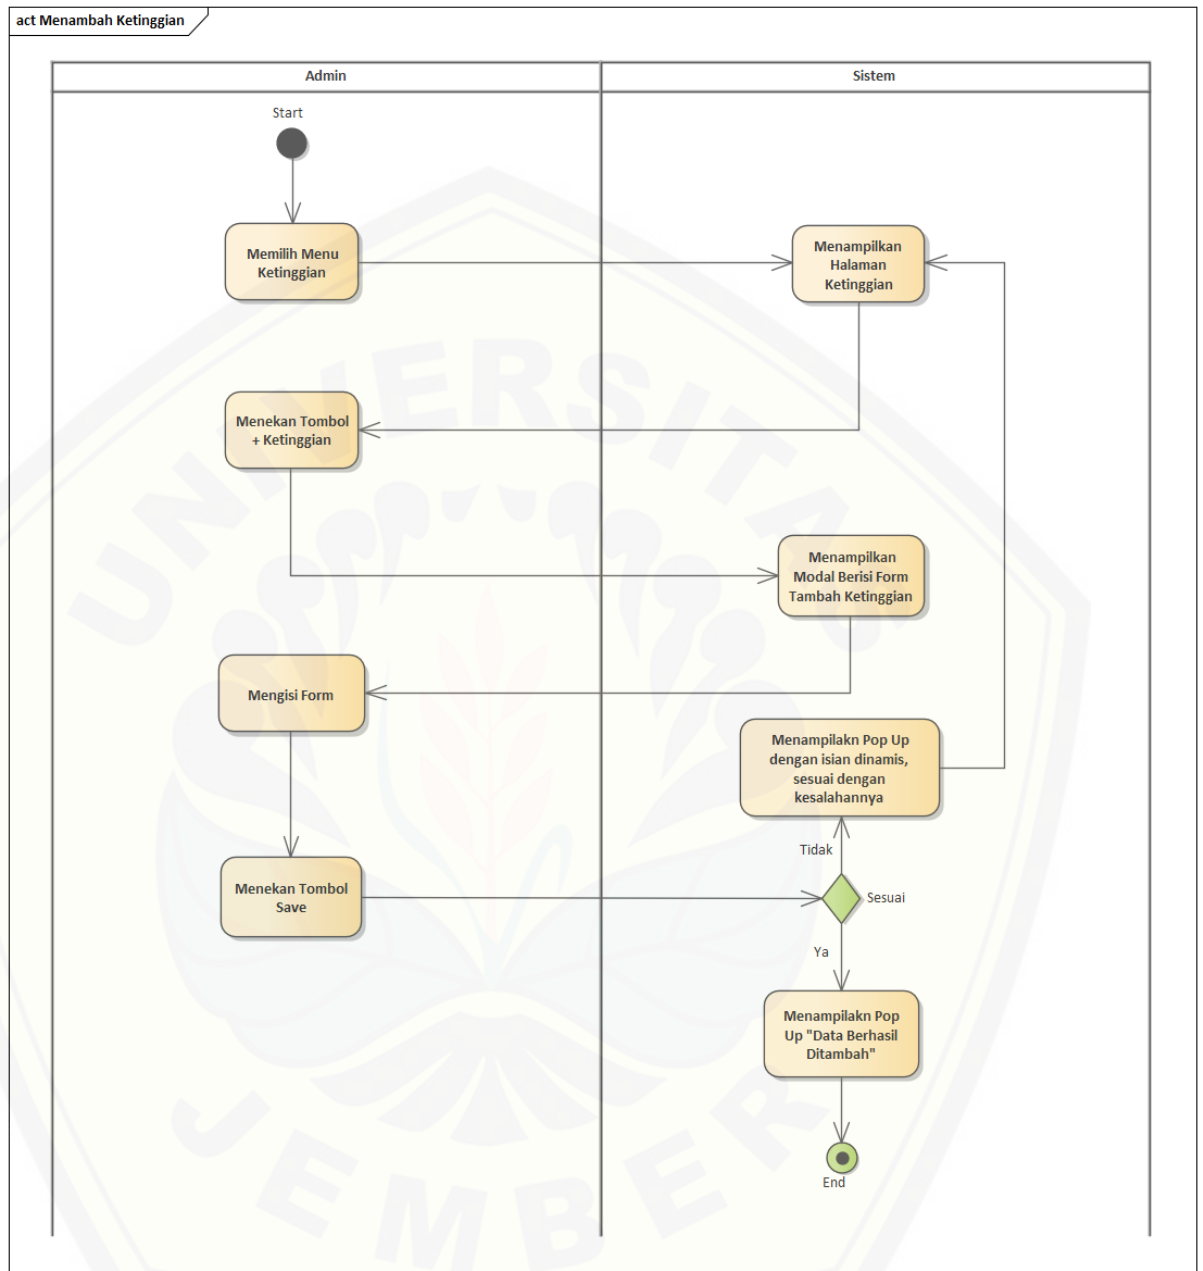 act Menambah Ketinggian
Admin
Sistem
Start
Memilih Menu
Ketinggian
Menampilkan
Halaman
Ketinggian
Menekan Tombol
+ Ketinggian
Menampilkan
Modal Berisi Form
Tambah Ketinggian
Mengisi Form
Menampilakn Pop Up
dengan isian dinamis,
sesuai dengan
kesalahannya
Tidak
Menekan Tombol
Save
Sesuai
Ya
Menampilakn Pop
Up "Data Berhasil
Ditambah"
End
UNIVERSITAS
JEMBER